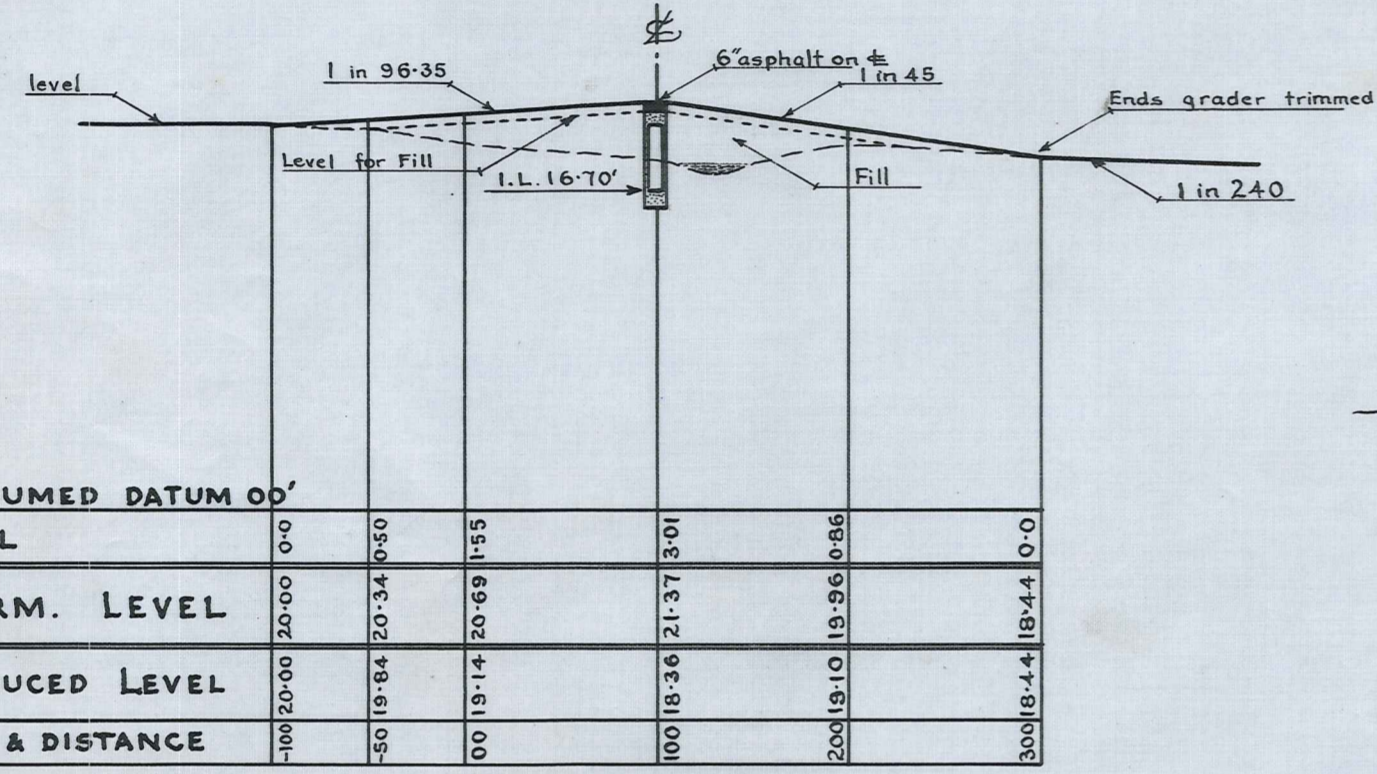 ℄
6"asphalt on ℄
1 in 96·35
1 in 45
level
Ends grader trimmed
Level for Fill
I.L. 16·70'
Fill
1 in 240
UMED DATUM 00'
L 0·0 0·50 1·55 3·01 0·86 0·0
RM. LEVEL 20·00 20·34 20·69 21·37 19·96 18·44
UCED LEVEL 20·00 19·84 19·14 18·36 19·10 18·44
& DISTANCE -100 -50 00 100 200 300